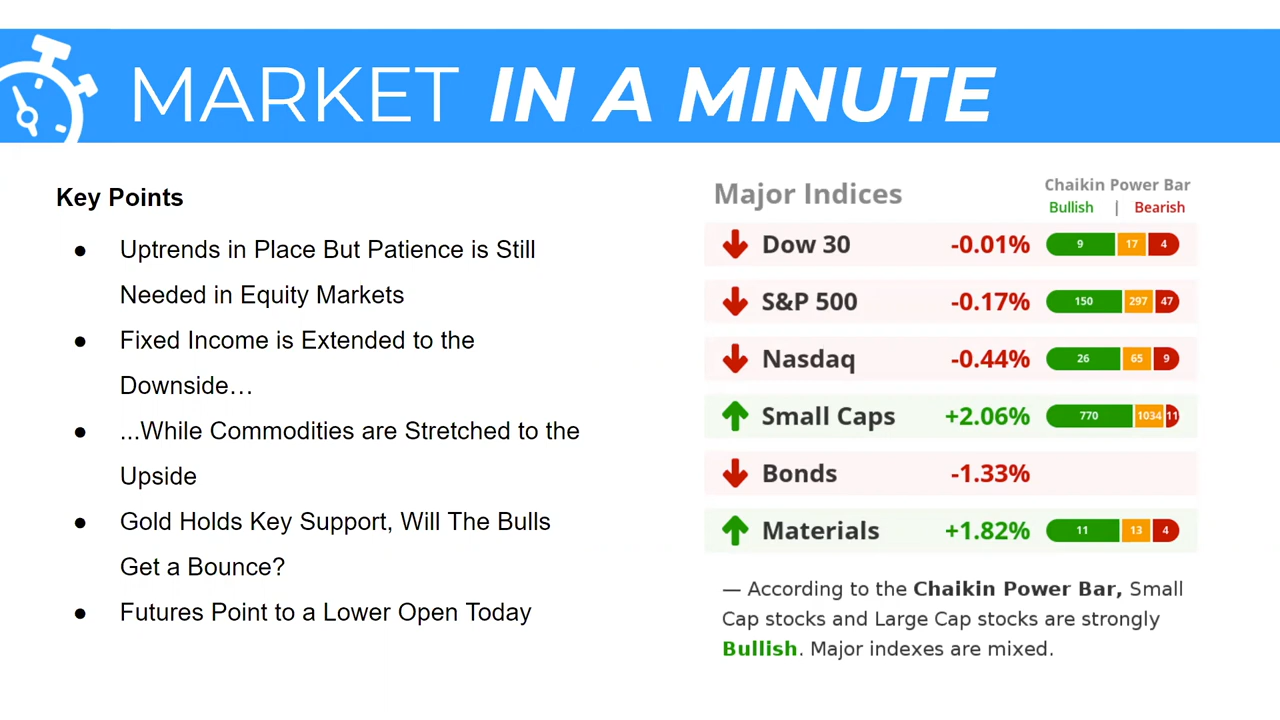 MARKET IN A MINUTE
Key Points
● Uptrends in Place But Patience is Still
Needed in Equity Markets
● Fixed Income is Extended to the
Downside…
● ...While Commodities are Stretched to the
Upside
● Gold Holds Key Support, Will The Bulls
Get a Bounce?
● Futures Point to a Lower Open Today
Major Indices
Chaikin Power Bar
Bullish | Bearish
Dow 30 -0.01% 9 17 4
S&P 500 -0.17% 150 297 47
Nasdaq -0.44% 26 65 9
Small Caps +2.06% 770 1034 11
Bonds -1.33%
Materials +1.82% 11 13 4
— According to the Chaikin Power Bar, Small
Cap stocks and Large Cap stocks are strongly
Bullish. Major indexes are mixed.